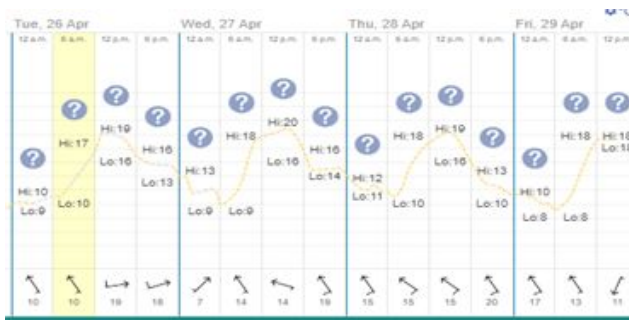 Tue, 26 Apr Wed, 27 Apr Thu, 28 Apr Fri, 29 Apr
12 a.m. 6 a.m. 12 p.m. 6 p.m. 12 a.m. 6 a.m. 12 p.m. 6 p.m. 12 a.m. 6 a.m. 12 p.m. 6 p.m. 12 a.m. 6 a.m. 12 p.m.
? ? ? ? ? ? ? ? ? ? ? ? ? ? ?
Hi:10 Hi:17 Hi:19 Hi:16 Hi:13 Hi:18 Hi:20 Hi:16 Hi:12 Hi:18 Hi:19 Hi:13 Hi:10 Hi:18 Hi:18
Lo:9 Lo:10 Lo:16 Lo:13 Lo:9 Lo:9 Lo:16 Lo:14 Lo:11 Lo:10 Lo:16 Lo:10 Lo:8 Lo:8
10 10 19 18 7 14 14 19 15 15 15 20 17 13 11